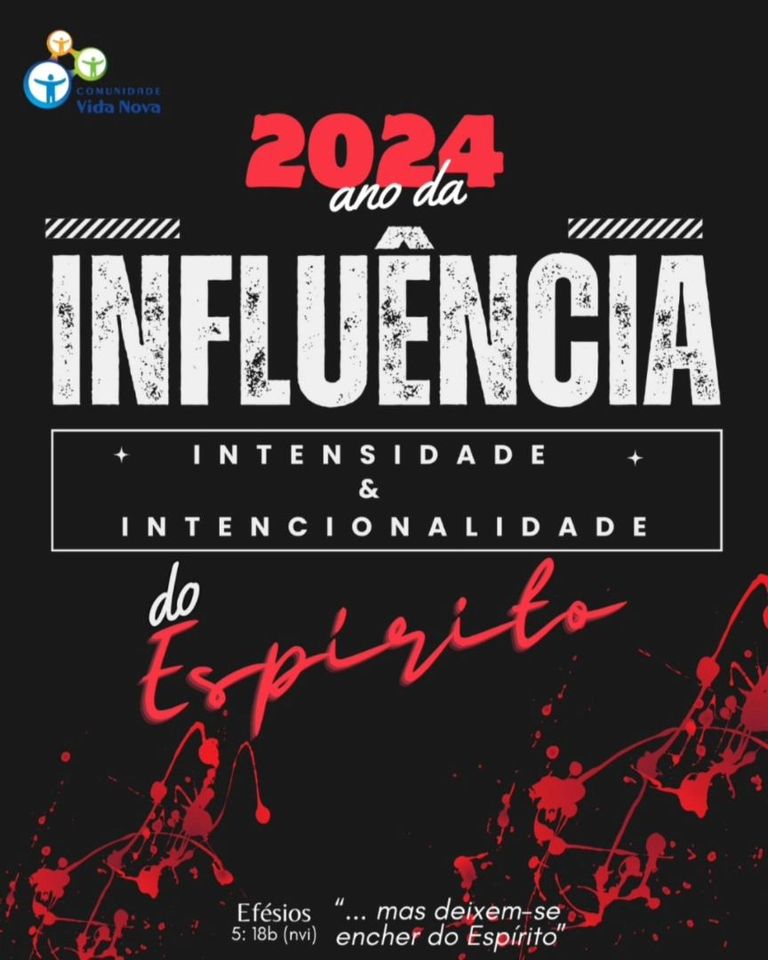 COMUNIDADE
Vida Nova
2024
ano da
INFLUÊNCIA
INTENSIDADE
&
INTENCIONALIDADE
do
Espírito
Efésios
5: 18b (nvi)
“... mas deixem-se
encher do Espírito”